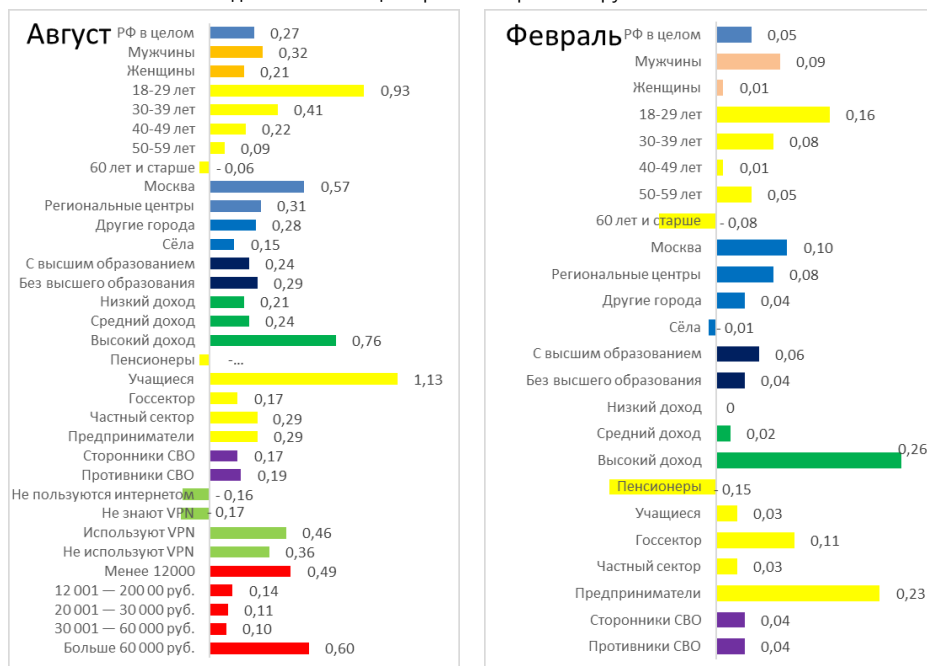 Август
РФ в целом 0,27
Мужчины 0,32
Женщины 0,21
18-29 лет 0,93
30-39 лет 0,41
40-49 лет 0,22
50-59 лет 0,09
60 лет и старше - 0,06
Москва 0,57
Региональные центры 0,31
Другие города 0,28
Сёла 0,15
С высшим образованием 0,24
Без высшего образования 0,29
Низкий доход 0,21
Средний доход 0,24
Высокий доход 0,76
Пенсионеры -...
Учащиеся 1,13
Госсектор 0,17
Частный сектор 0,29
Предприниматели 0,29
Сторонники СВО 0,17
Противники СВО 0,19
Не пользуются интернетом - 0,16
Не знают VPN - 0,17
Используют VPN 0,46
Не используют VPN 0,36
Менее 12000 0,49
12 001 — 200 00 руб. 0,14
20 001 — 30 000 руб. 0,11
30 001 — 60 000 руб. 0,10
Больше 60 000 руб. 0,60
Февраль
РФ в целом 0,05
Мужчины 0,09
Женщины 0,01
18-29 лет 0,16
30-39 лет 0,08
40-49 лет 0,01
50-59 лет 0,05
60 лет и старше - 0,08
Москва 0,10
Региональные центры 0,08
Другие города 0,04
Сёла - 0,01
С высшим образованием 0,06
Без высшего образования 0,04
Низкий доход 0
Средний доход 0,02
Высокий доход 0,26
Пенсионеры - 0,15
Учащиеся 0,03
Госсектор 0,11
Частный сектор 0,03
Предприниматели 0,23
Сторонники СВО 0,04
Противники СВО 0,04